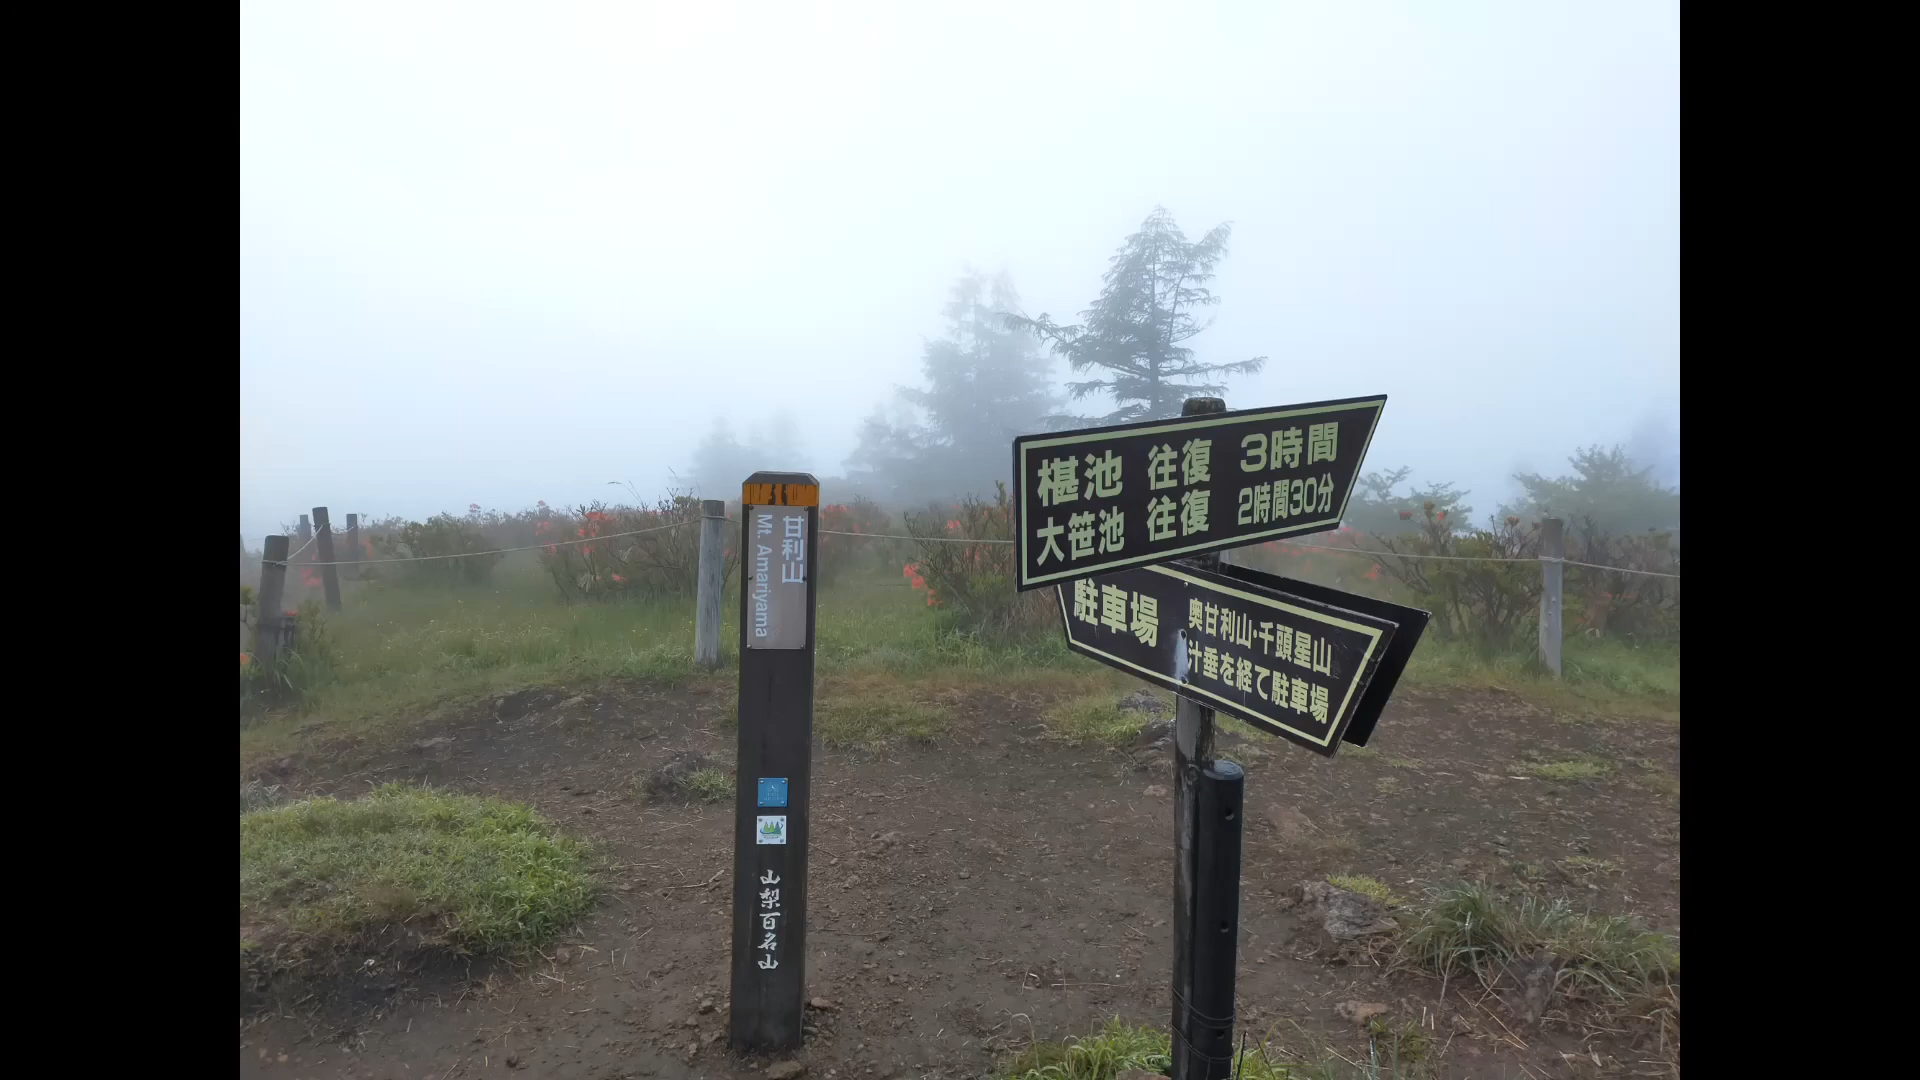 甘利山
Mt. Amariyama
山梨百名山
椹池 往復 3時間
大笹池 往復 2時間30分
駐車場
奥甘利山・千頭星山
汁垂を経て駐車場